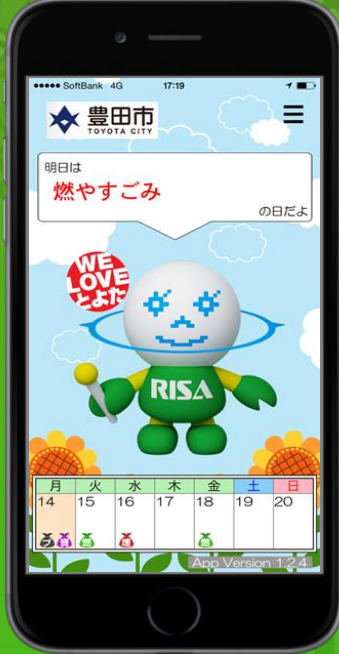 SoftBank 4G 17:19
豊田市
TOYOTA CITY
明日は
燃やすごみ
の日だよ
WE
LOVE
とよた
RISA
月 火 水 木 金 土 日
14 15 16 17 18 19 20
App Version 1.2.4